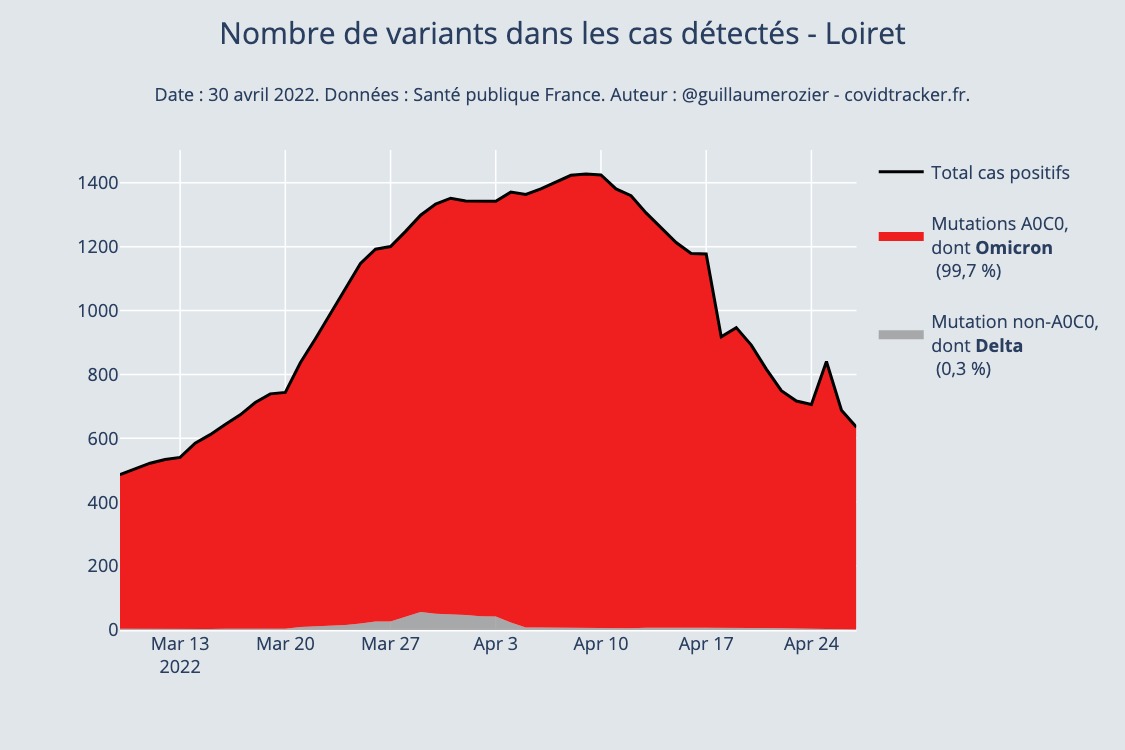 Nombre de variants dans les cas détectés - Loiret
Date : 30 avril 2022. Données : Santé publique France. Auteur : @guillaumerozier - covidtracker.fr.
1400
1200
1000
800
600
400
200
0
Mar 13
2022
Mar 20
Mar 27
Apr 3
Apr 10
Apr 17
Apr 24
Total cas positifs
Mutations A0C0,
dont Omicron
(99,7 %)
Mutation non-A0C0,
dont Delta
(0,3 %)